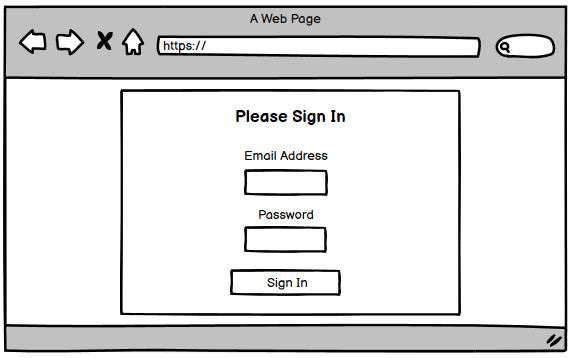 A Web Page
https://
Please Sign In
Email Address
Password
Sign In